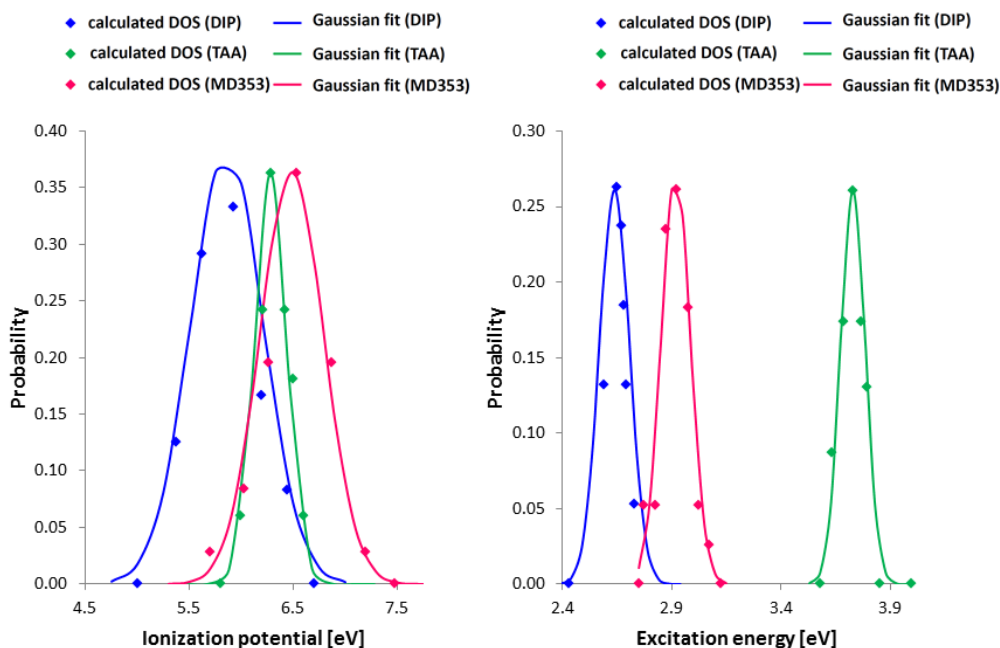 calculated DOS (DIP) Gaussian fit (DIP) calculated DOS (DIP) Gaussian fit (DIP)
calculated DOS (TAA) Gaussian fit (TAA) calculated DOS (TAA) Gaussian fit (TAA)
calculated DOS (MD353) Gaussian fit (MD353) calculated DOS (MD353) Gaussian fit (MD353)
Probability
0.40
0.35
0.30
0.25
0.20
0.15
0.10
0.05
0.00
4.5 5.5 6.5 7.5
Ionization potential [eV]
Probability
0.30
0.25
0.20
0.15
0.10
0.05
0.00
2.4 2.9 3.4 3.9
Excitation energy [eV]